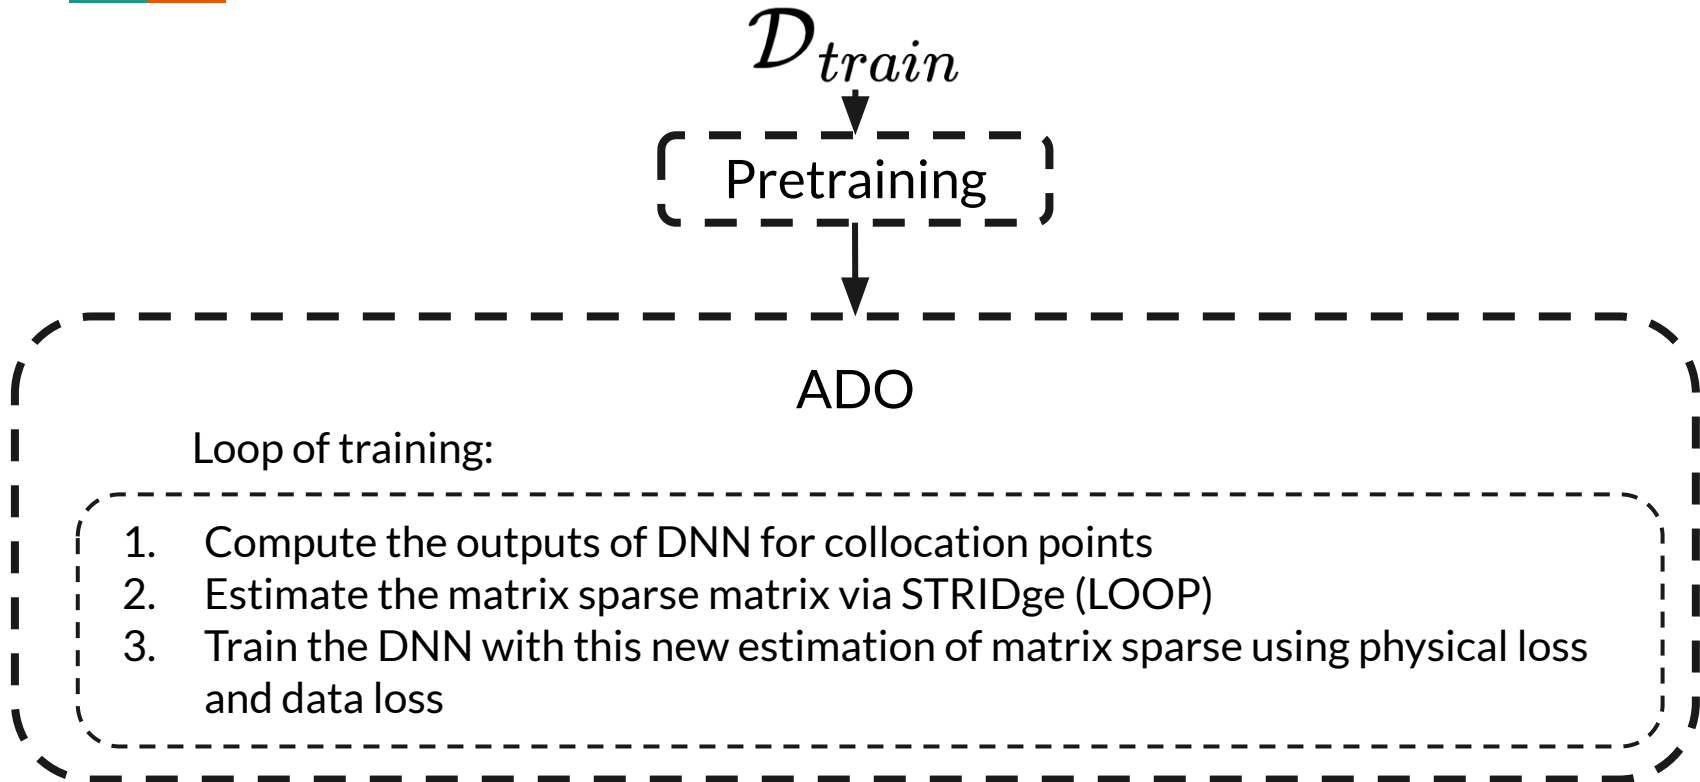 𝒟train
Pretraining
ADO
Loop of training:
1. Compute the outputs of DNN for collocation points
2. Estimate the matrix sparse matrix via STRIDge (LOOP)
3. Train the DNN with this new estimation of matrix sparse using physical loss
and data loss